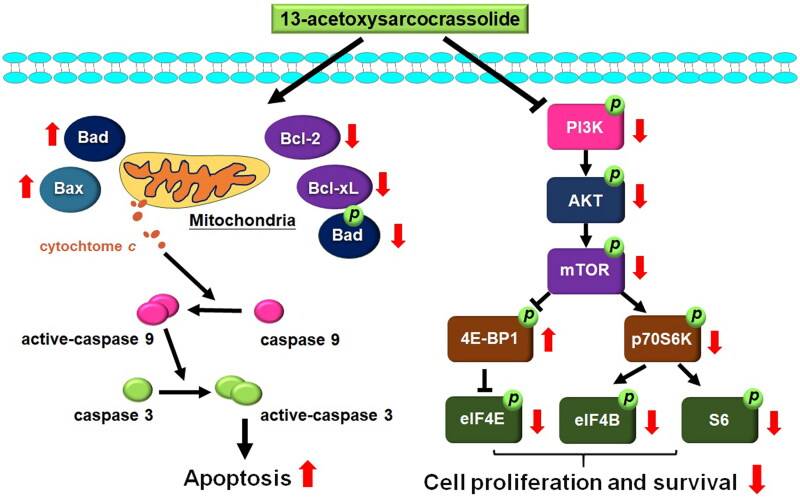 13-acetoxysarcocrassolide
Bad
Bax
Mitochondria
cytochtome c
Bcl-2
Bcl-xL
p
Bad
active-caspase 9
caspase 9
caspase 3
active-caspase 3
Apoptosis
p
PI3K
p
AKT
p
mTOR
p
4E-BP1
p
p70S6K
p
eIF4E
p
eIF4B
p
S6
Cell proliferation and survival